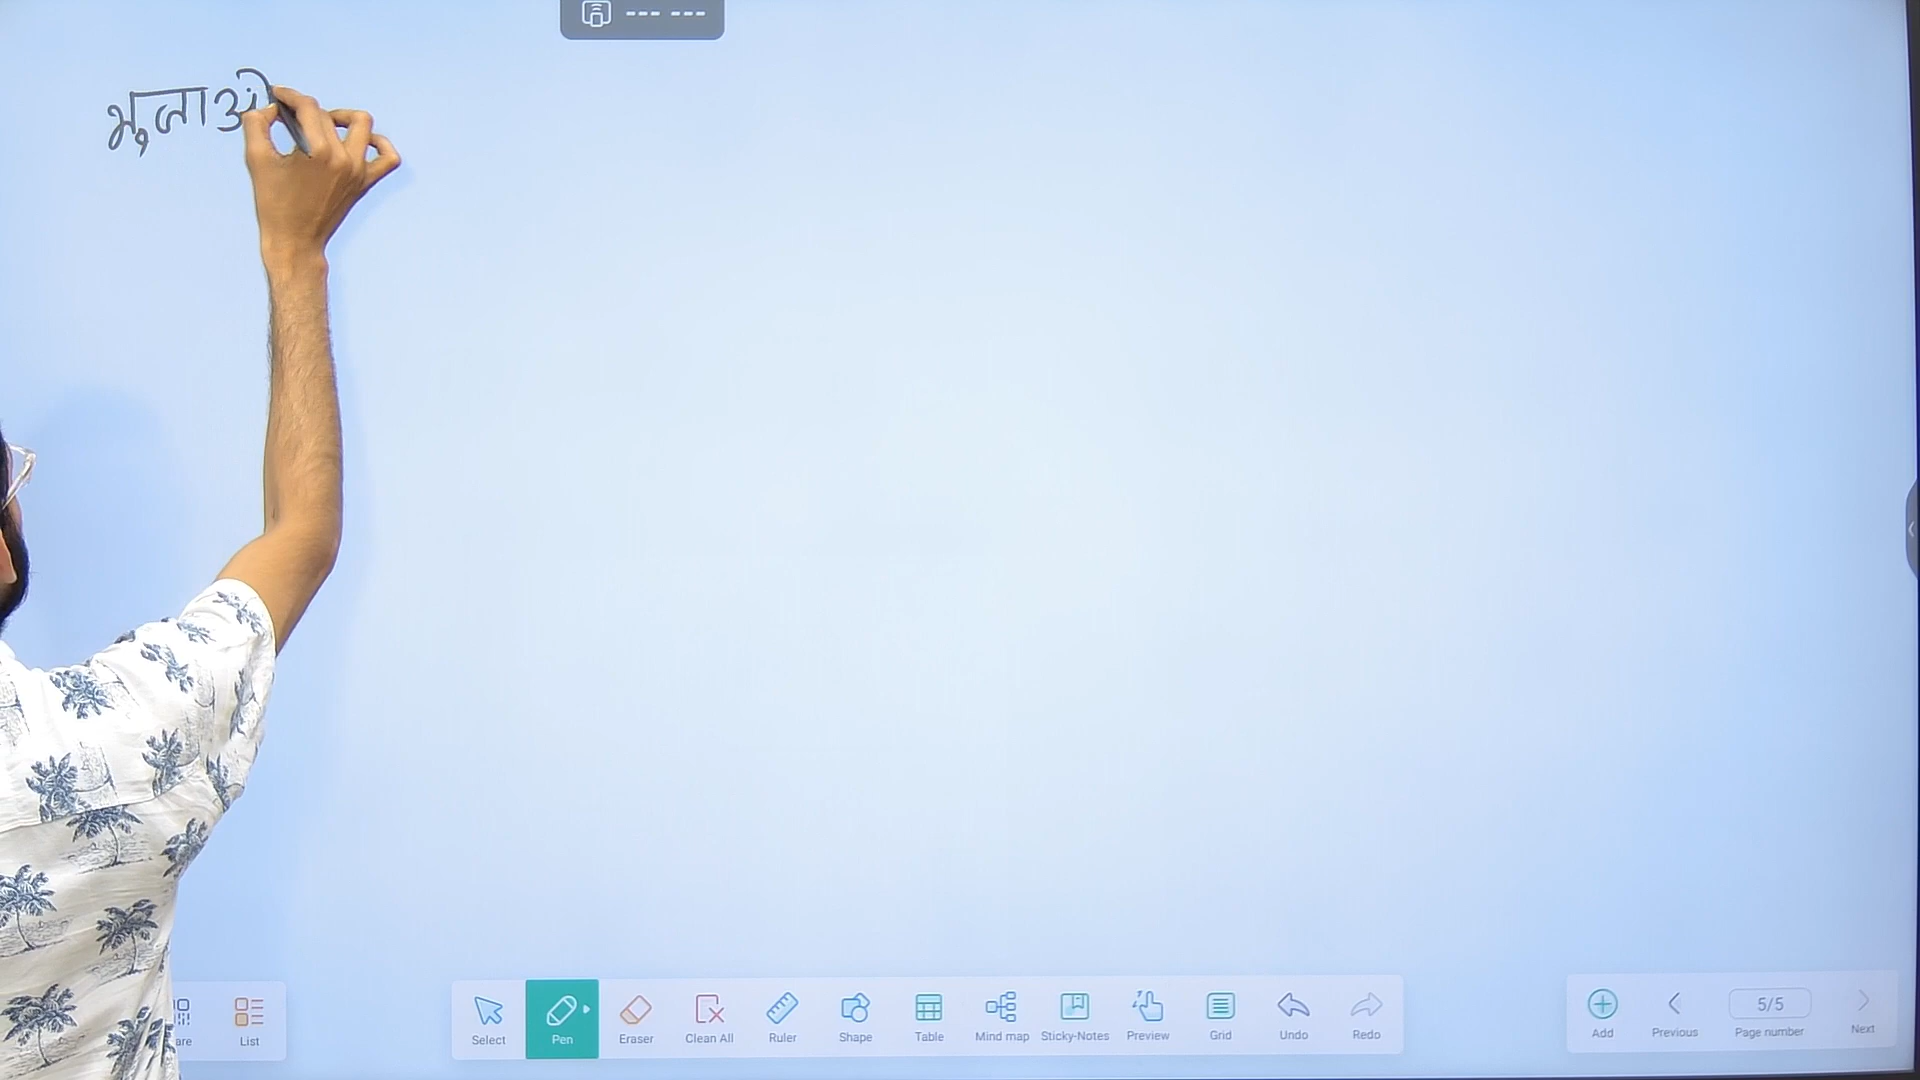 --- ---
भुजाओ
are
List
Select
Pen
Eraser
Clean All
Ruler
Shape
Table
Mind map
Sticky-Notes
Preview
Grid
Undo
Redo
Add
Previous
5/5
Page number
Next